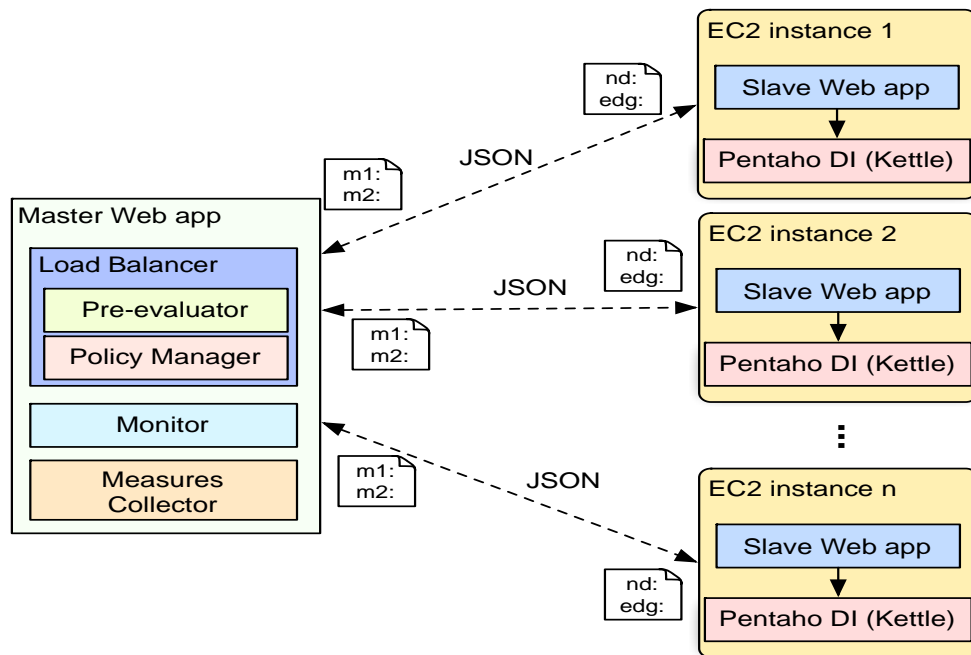 Master Web app
Load Balancer
Pre-evaluator
Policy Manager
Monitor
Measures
Collector
m1:
m2:
JSON
nd:
edg:
EC2 instance 1
Slave Web app
Pentaho DI (Kettle)
m1:
m2:
JSON
nd:
edg:
EC2 instance 2
Slave Web app
Pentaho DI (Kettle)
m1:
m2:
JSON
nd:
edg:
EC2 instance n
Slave Web app
Pentaho DI (Kettle)